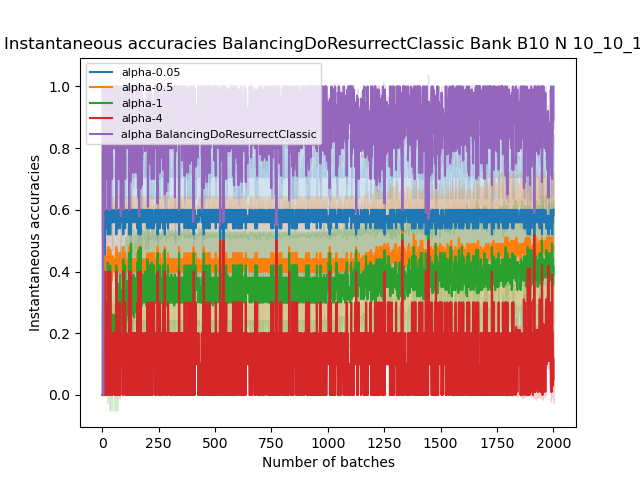 Instantaneous accuracies BalancingDoResurrectClassic Bank B10 N 10_10_1
alpha-0.05
alpha-0.5
alpha-1
alpha-4
alpha BalancingDoResurrectClassic
Instantaneous accuracies
1.0
0.8
0.6
0.4
0.2
0.0
0 250 500 750 1000 1250 1500 1750 2000
Number of batches